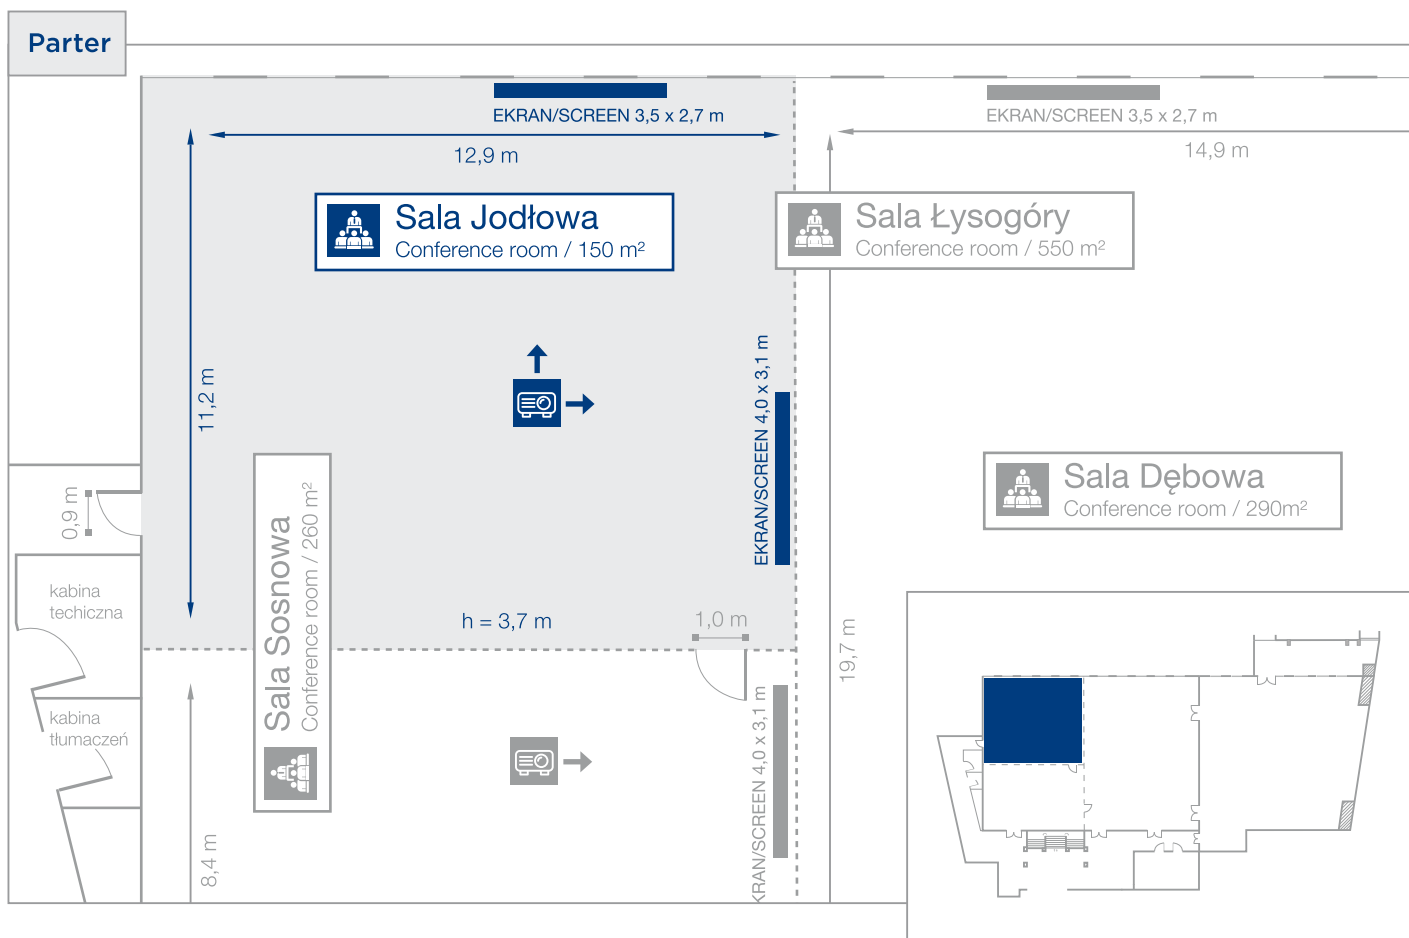 Parter
EKRAN/SCREEN 3,5 x 2,7 m
12,9 m
EKRAN/SCREEN 3,5 x 2,7 m
14,9 m
Sala Jodłowa
Conference room / 150 m²
Sala Łysogóry
Conference room / 550 m²
11,2 m
EKRAN/SCREEN 4,0 x 3,1 m
Sala Dębowa
Conference room / 290m²
0,9 m
Sala Sosnowa
Conference room / 260 m²
kabina
techiczna
h = 3,7 m
1,0 m
19,7 m
kabina
tłumaczeń
KRAN/SCREEN 4,0 x 3,1 m
8,4 m